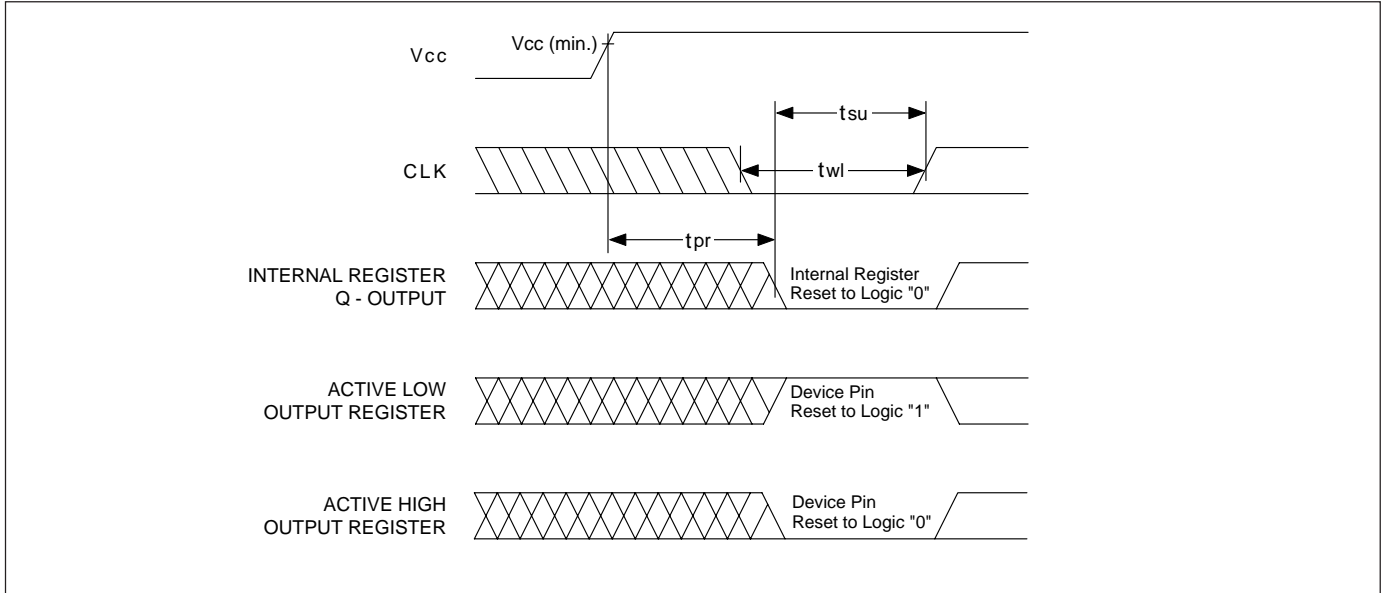 Vcc
Vcc (min.)
tsu
CLK
twl
tpr
INTERNAL REGISTER
Q - OUTPUT
Internal Register
Reset to Logic "0"
ACTIVE LOW
OUTPUT REGISTER
Device Pin
Reset to Logic "1"
ACTIVE HIGH
OUTPUT REGISTER
Device Pin
Reset to Logic "0"